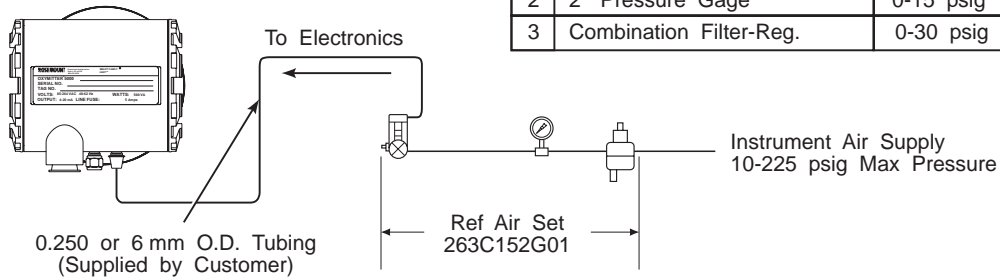 2 2" Pressure Gage 0-15 psig
3 Combination Filter-Reg. 0-30 psig
To Electronics
ROSEMOUNT
OXYMITTER 5000
SERIAL NO.
TAG NO.
VOLTS: WATTS:
OUTPUT: 4-20 mA LINE FUSE: 5 Amps
Instrument Air Supply
10-225 psig Max Pressure
Ref Air Set
263C152G01
0.250 or 6 mm O.D. Tubing
(Supplied by Customer)